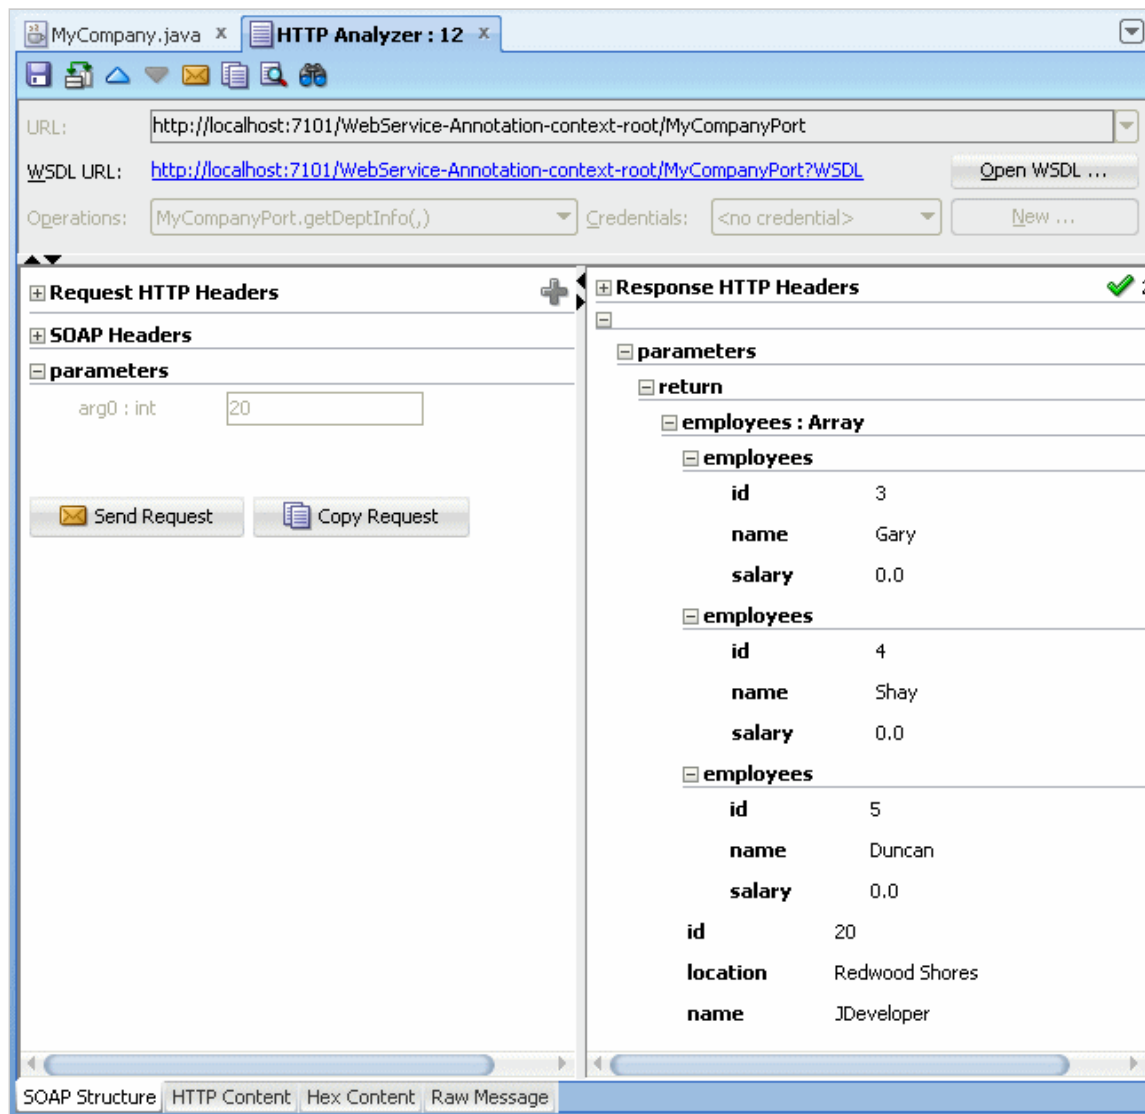 MyCompany.java x HTTP Analyzer : 12 x
URL: http://localhost:7101/WebService-Annotation-context-root/MyCompanyPort
WSDL URL: http://localhost:7101/WebService-Annotation-context-root/MyCompanyPort?WSDL Open WSDL ...
Operations: MyCompanyPort.getDeptInfo(,) Credentials: <no credential> New ...
Request HTTP Headers
SOAP Headers
parameters
arg0 : int 20
Send Request Copy Request
Response HTTP Headers
parameters
return
employees : Array
employees
id 3
name Gary
salary 0.0
employees
id 4
name Shay
salary 0.0
employees
id 5
name Duncan
salary 0.0
id 20
location Redwood Shores
name JDeveloper
SOAP Structure HTTP Content Hex Content Raw Message